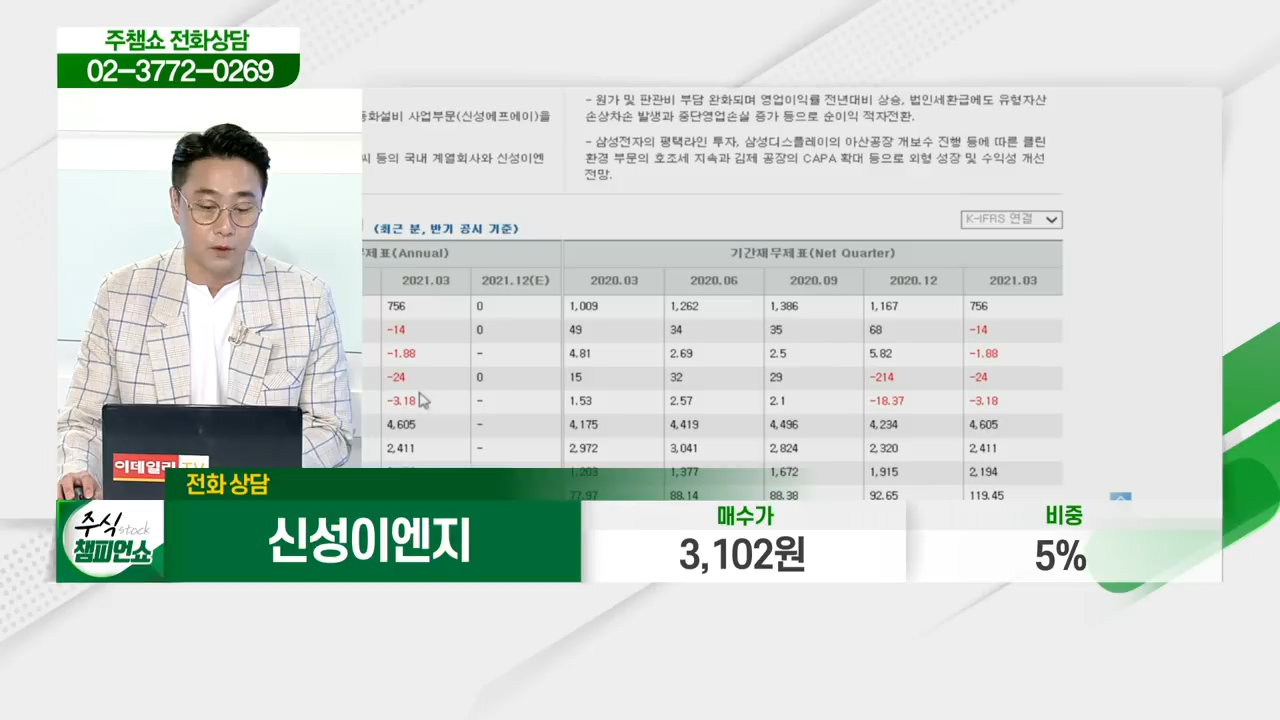 주챔쇼 전화상담
02-3772-0269
- 원가 및 판관비 부담 완화되며 영업이익률 전년대비 상승, 법인세환급에도 유형자산
손상차손 발생과 중단영업손실 증가 등으로 순이익 적자전환.
동화설비 사업부문(신성에프에이)을
- 삼성전자의 평택라인 투자, 삼성디스플레이의 아산공장 개보수 진행 등에 따른 클린
환경 부문의 호조세 지속과 김제 공장의 CAPA 확대 등으로 외형 성장 및 수익성 개선
전망.
씨 등의 국내 계열회사와 신성이엔
(최근 분, 반기 공시 기준)
K-IFRS 연결
제표(Annual) 기간재무제표(Net Quarter)
2021.03 2021.12(E) 2020.03 2020.06 2020.09 2020.12 2021.03
756 0 1,009 1,262 1,386 1,167 756
-14 0 49 34 35 68 -14
-1.88 - 4.81 2.69 2.5 5.82 -1.88
-24 0 15 32 29 -214 -24
-3.18 - 1.53 2.57 2.1 -18.37 -3.18
4,605 - 4,175 4,419 4,496 4,234 4,605
2,411 - 2,972 3,041 2,824 2,320 2,411
1,203 1,377 1,672 1,915 2,194
77.97 88.14 88.38 92.65 119.45
이데일리 TV
전화 상담
주식 stock
챔피언쇼
신성이엔지
매수가
3,102원
비중
5%